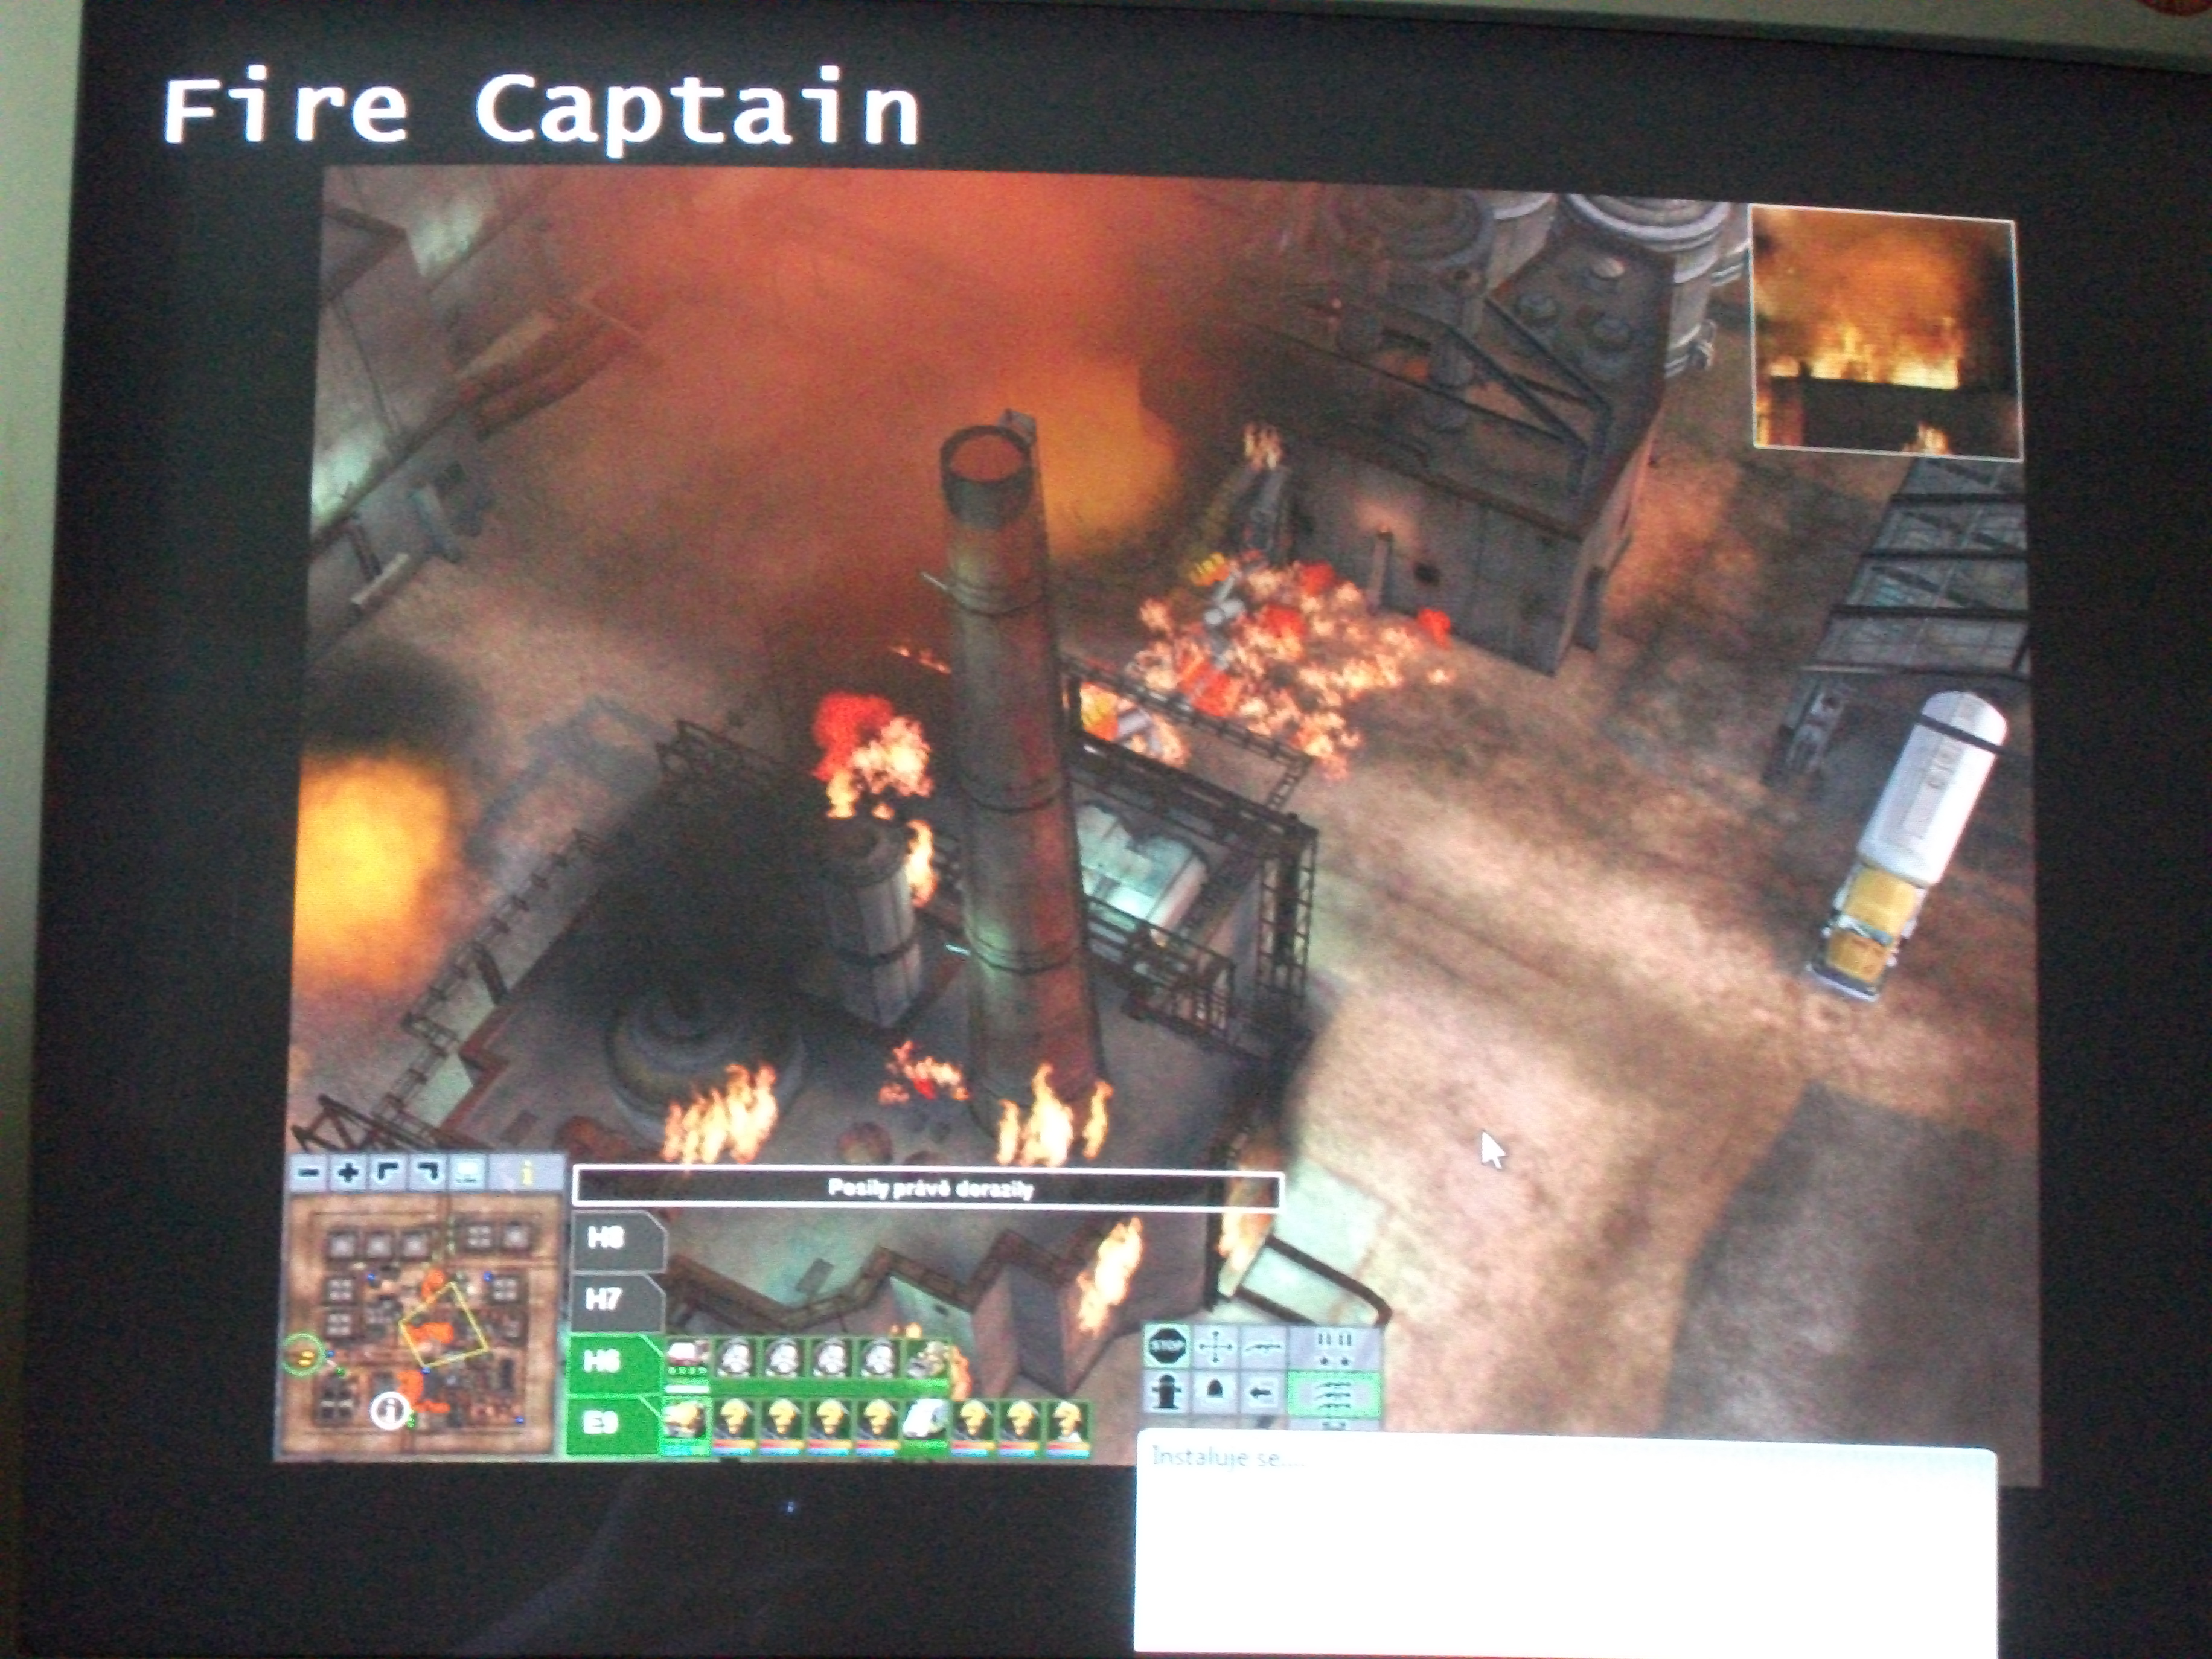 Fire Captain
Posily právě dorazily
H8
H7
H6
E9
STOP
Instaluje se....